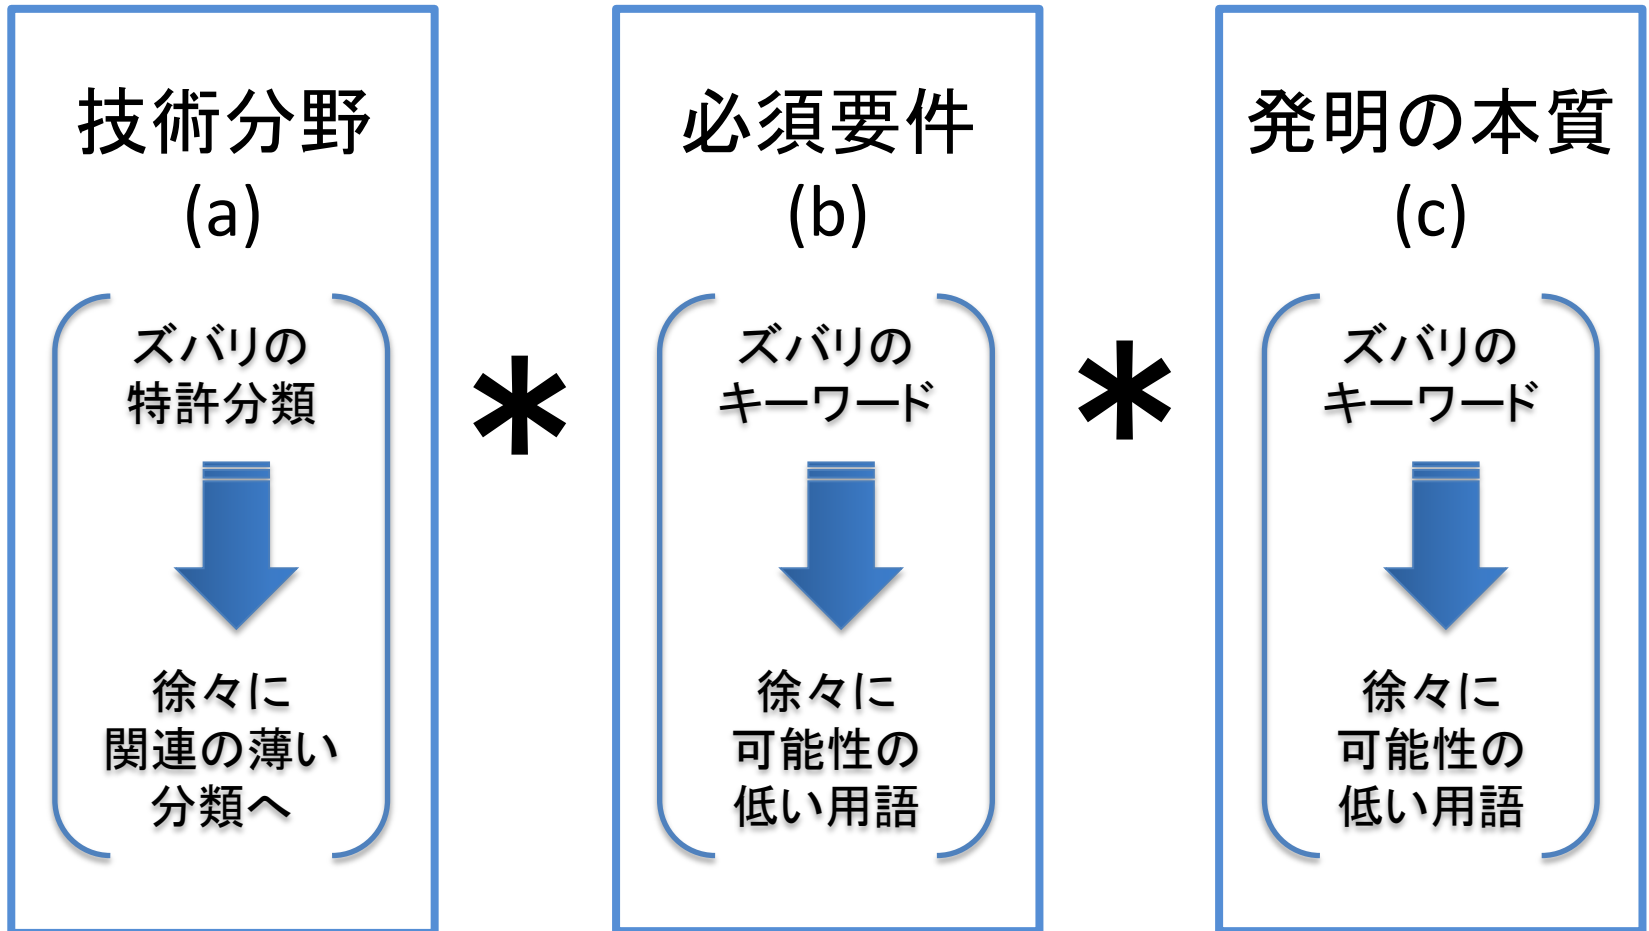 技術分野
(a)
ズバリの
特許分類
徐々に
関連の薄い
分類へ
*
必須要件
(b)
ズバリの
キーワード
徐々に
可能性の
低い用語
*
発明の本質
(c)
ズバリの
キーワード
徐々に
可能性の
低い用語